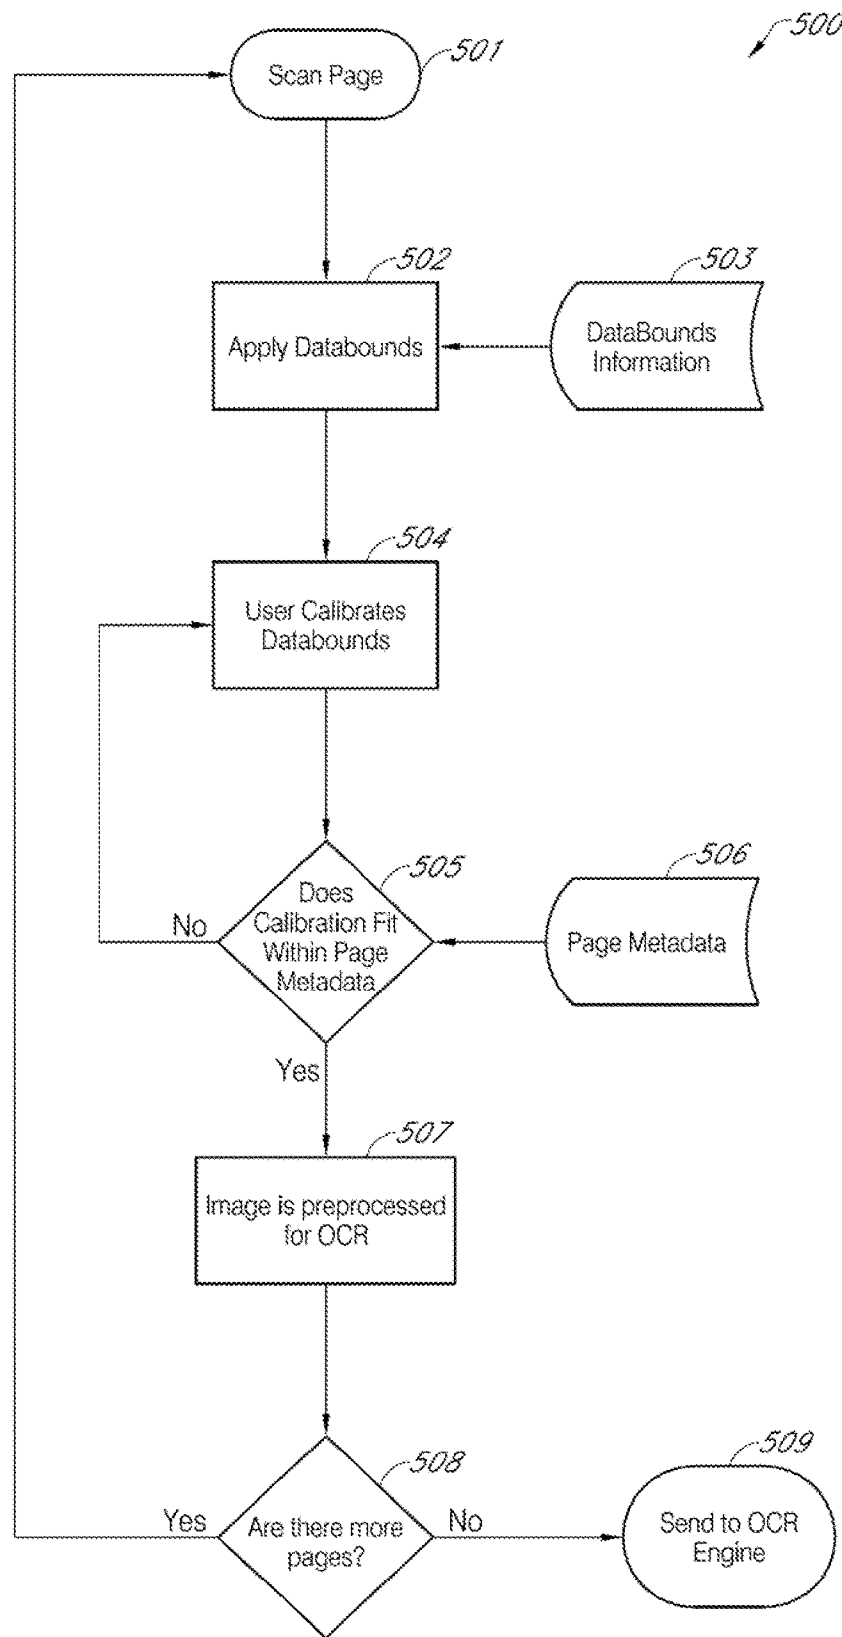 500
501
Scan Page
502
503
Apply Databounds
DataBounds
Information
504
User Calibrates
Databounds
505
506
Does
Calibration Fit
Within Page
Metadata
No
Page Metadata
Yes
507
Image is preprocessed
for OCR
508
509
Yes
Are there more
pages?
No
Send to OCR
Engine